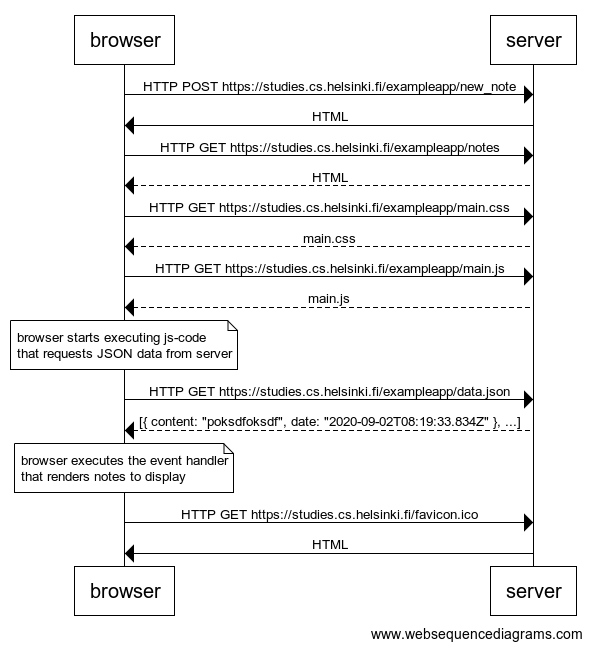 browser server
HTTP POST https://studies.cs.helsinki.fi/exampleapp/new_note
HTML
HTTP GET https://studies.cs.helsinki.fi/exampleapp/notes
HTML
HTTP GET https://studies.cs.helsinki.fi/exampleapp/main.css
main.css
HTTP GET https://studies.cs.helsinki.fi/exampleapp/main.js
main.js
browser starts executing js-code
that requests JSON data from server
HTTP GET https://studies.cs.helsinki.fi/exampleapp/data.json
[{ content: "poksdfoksdf", date: "2020-09-02T08:19:33.834Z" }, ...]
browser executes the event handler
that renders notes to display
HTTP GET https://studies.cs.helsinki.fi/favicon.ico
HTML
browser server
www.websequencediagrams.com